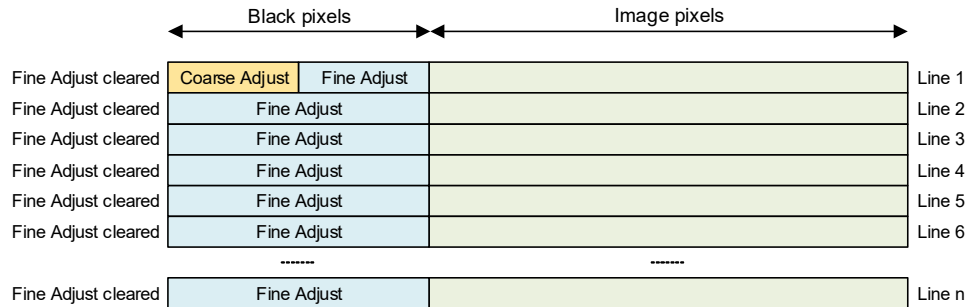 Black pixels Image pixels
Fine Adjust cleared Coarse Adjust Fine Adjust Line 1
Fine Adjust cleared Fine Adjust Line 2
Fine Adjust cleared Fine Adjust Line 3
Fine Adjust cleared Fine Adjust Line 4
Fine Adjust cleared Fine Adjust Line 5
Fine Adjust cleared Fine Adjust Line 6
....... .......
Fine Adjust cleared Fine Adjust Line n